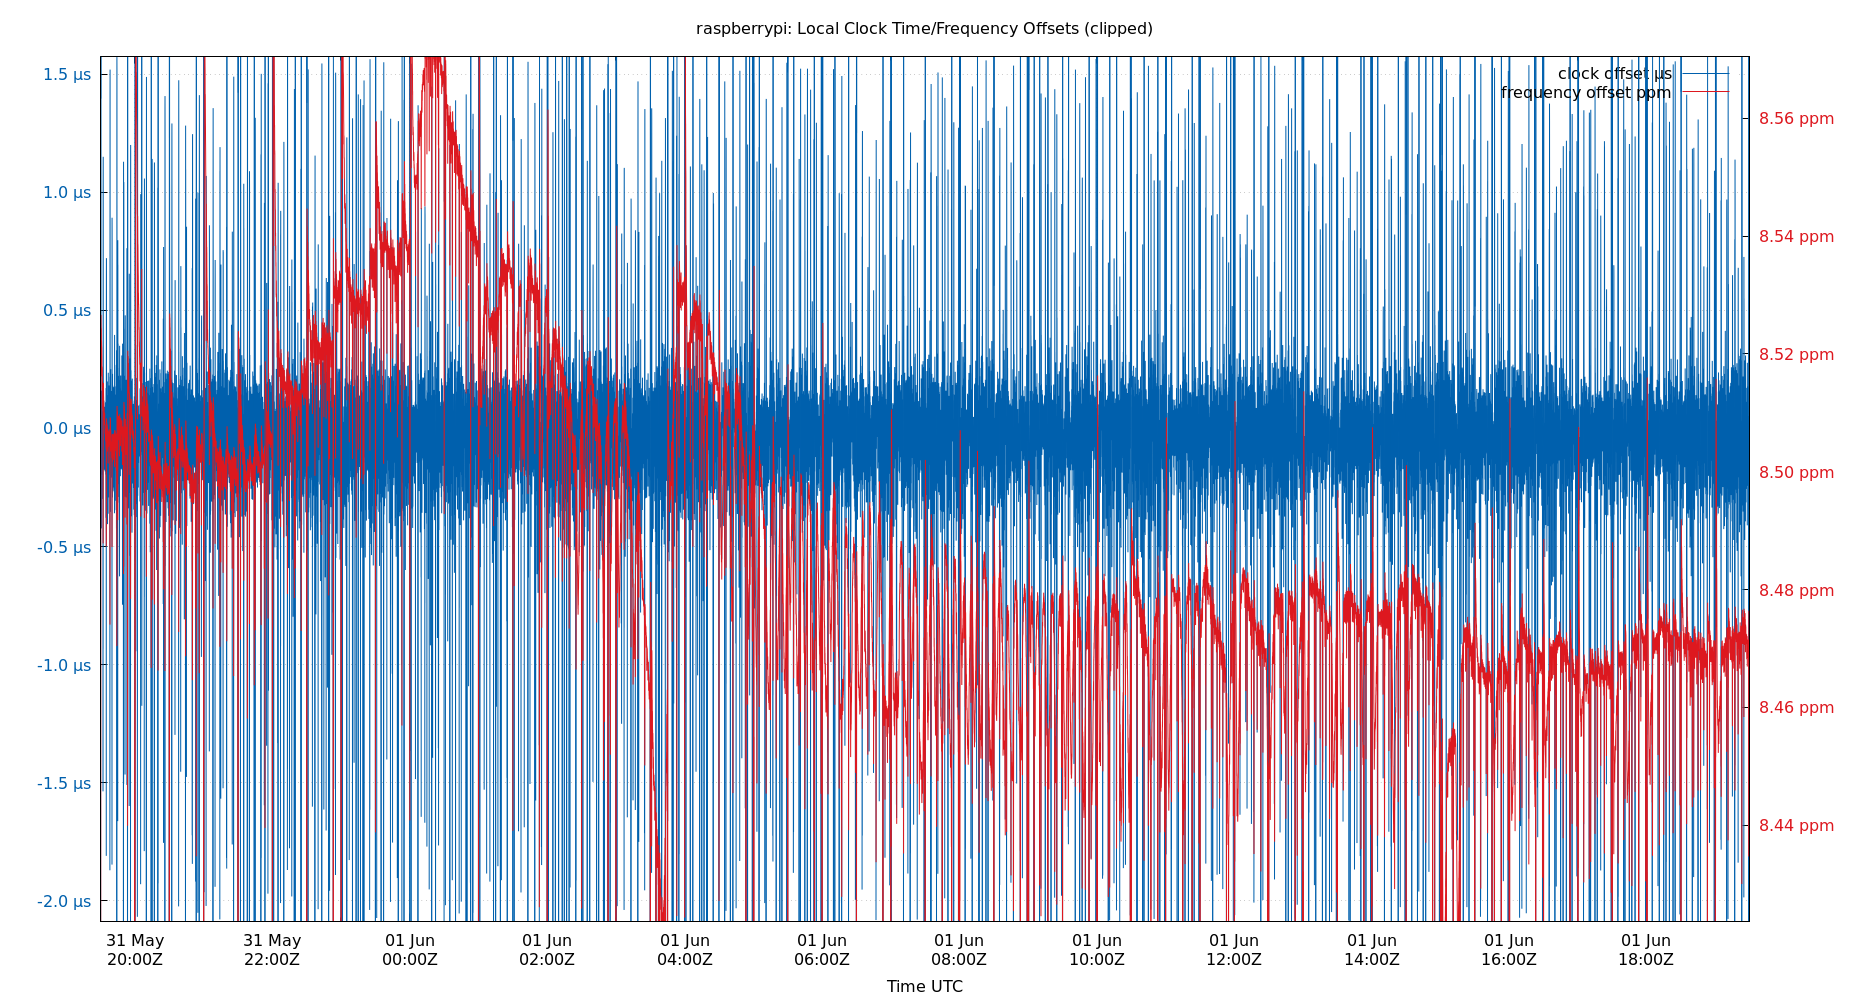 raspberrypi: Local Clock Time/Frequency Offsets (clipped)
clock offset µs
frequency offset ppm
1.5 µs
1.0 µs
0.5 µs
0.0 µs
-0.5 µs
-1.0 µs
-1.5 µs
-2.0 µs
8.56 ppm
8.54 ppm
8.52 ppm
8.50 ppm
8.48 ppm
8.46 ppm
8.44 ppm
31 May 31 May 01 Jun 01 Jun 01 Jun 01 Jun 01 Jun 01 Jun 01 Jun 01 Jun 01 Jun 01 Jun
20:00Z 22:00Z 00:00Z 02:00Z 04:00Z 06:00Z 08:00Z 10:00Z 12:00Z 14:00Z 16:00Z 18:00Z
Time UTC